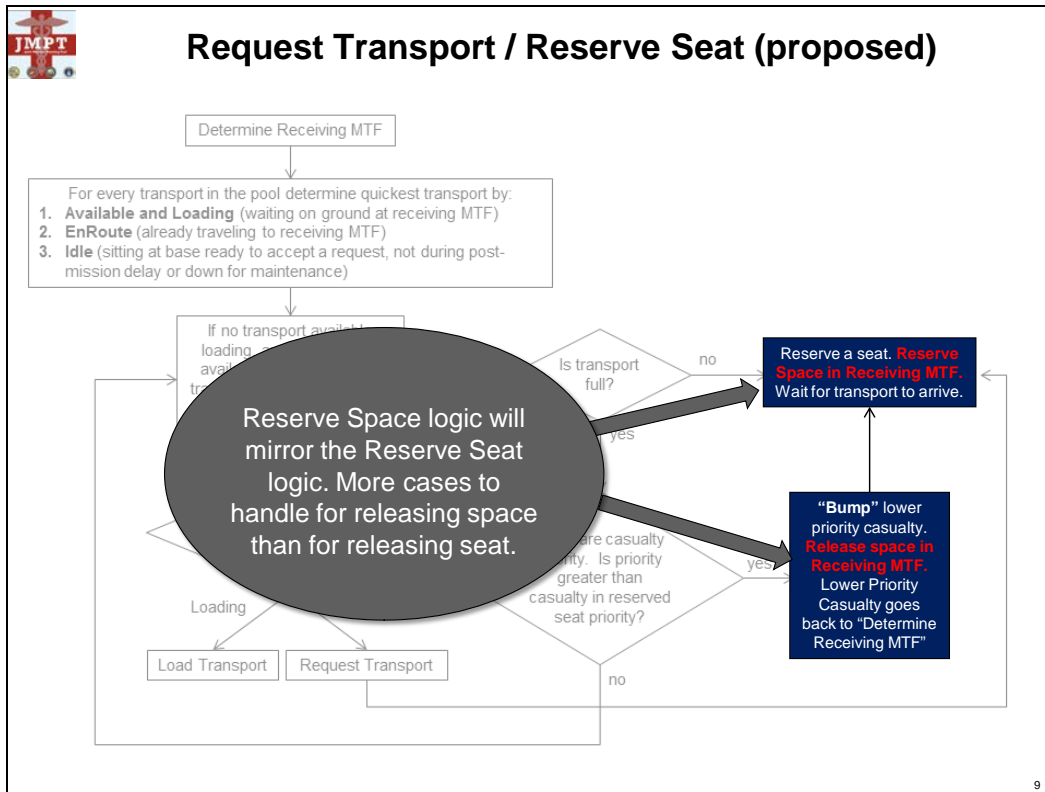 JMPT
Request Transport / Reserve Seat (proposed)
Determine Receiving MTF
For every transport in the pool determine quickest transport by:
1. Available and Loading (waiting on ground at receiving MTF)
2. EnRoute (already traveling to receiving MTF)
3. Idle (sitting at base ready to accept a request, not during post-
mission delay or down for maintenance)
If no transport
loading,
Is transport
full?
no
yes
Reserve a seat. Reserve
Space in Receiving MTF.
Wait for transport to arrive.
Reserve Space logic will
mirror the Reserve Seat
logic. More cases to
handle for releasing space
than for releasing seat.
casualty
Is priority
greater than
casualty in reserved
seat priority?
yes
"Bump" lower
priority casualty.
Release space in
Receiving MTF.
Lower Priority
Casualty goes
back to “Determine
Receiving MTF”
Loading
Load Transport
Request Transport
no
9